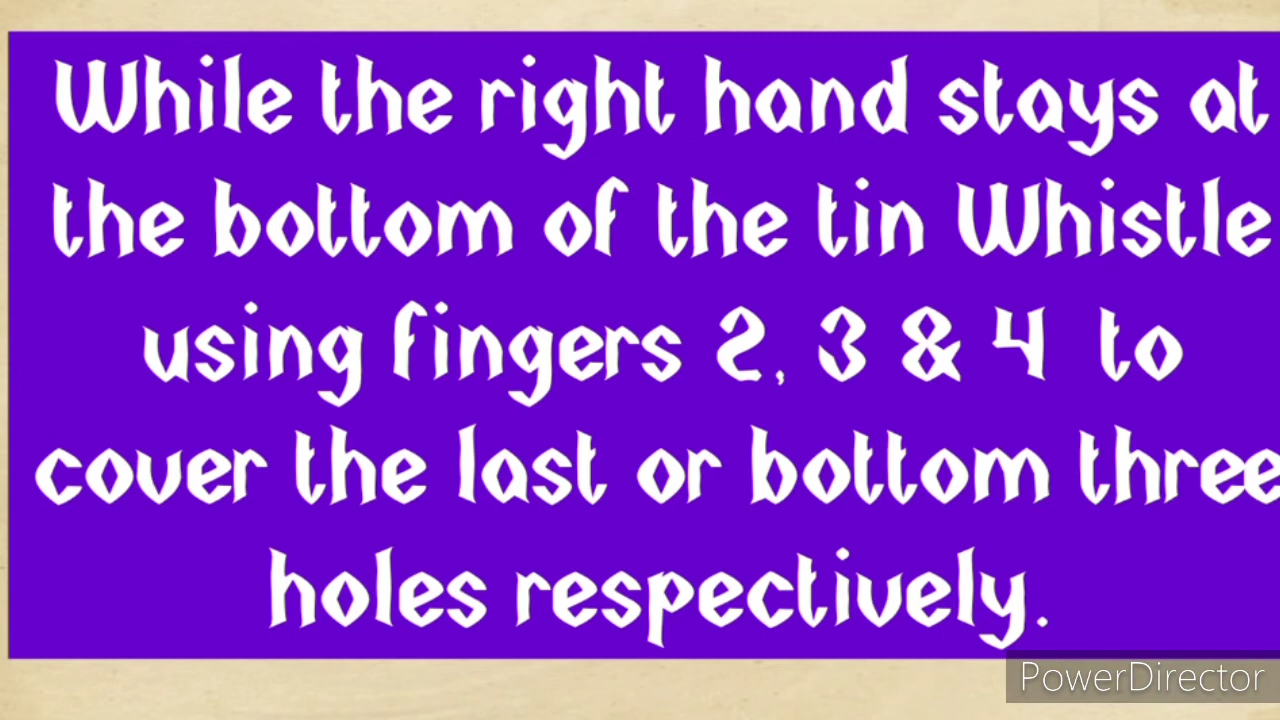 While the right hand stays at
the bottom of the tin Whistle
using fingers 2, 3 & 4 to
cover the last or bottom three
holes respectively.
PowerDirector